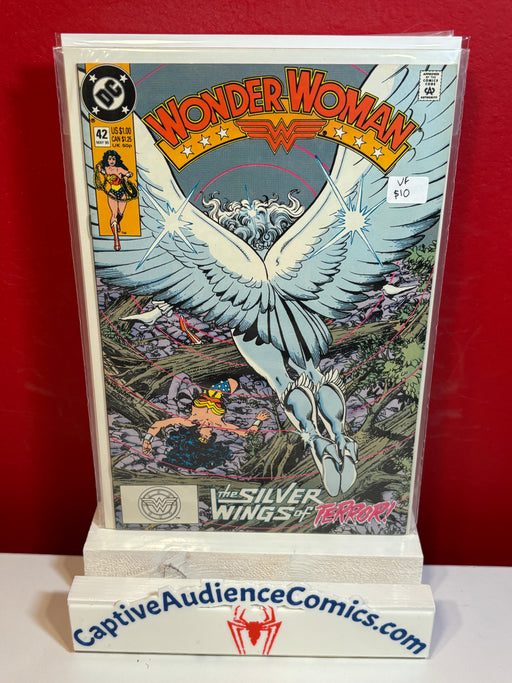 DC
APPROVED
BY THE
COMICS
CODE
CA
AUTHORITY
WONDER WOMAN
42
MAY 90
US $1.00
CAN $1.25
UK 50p
VF
$10
the SILVER
WINGS of TERROR!
CaptiveAudienceComics.com